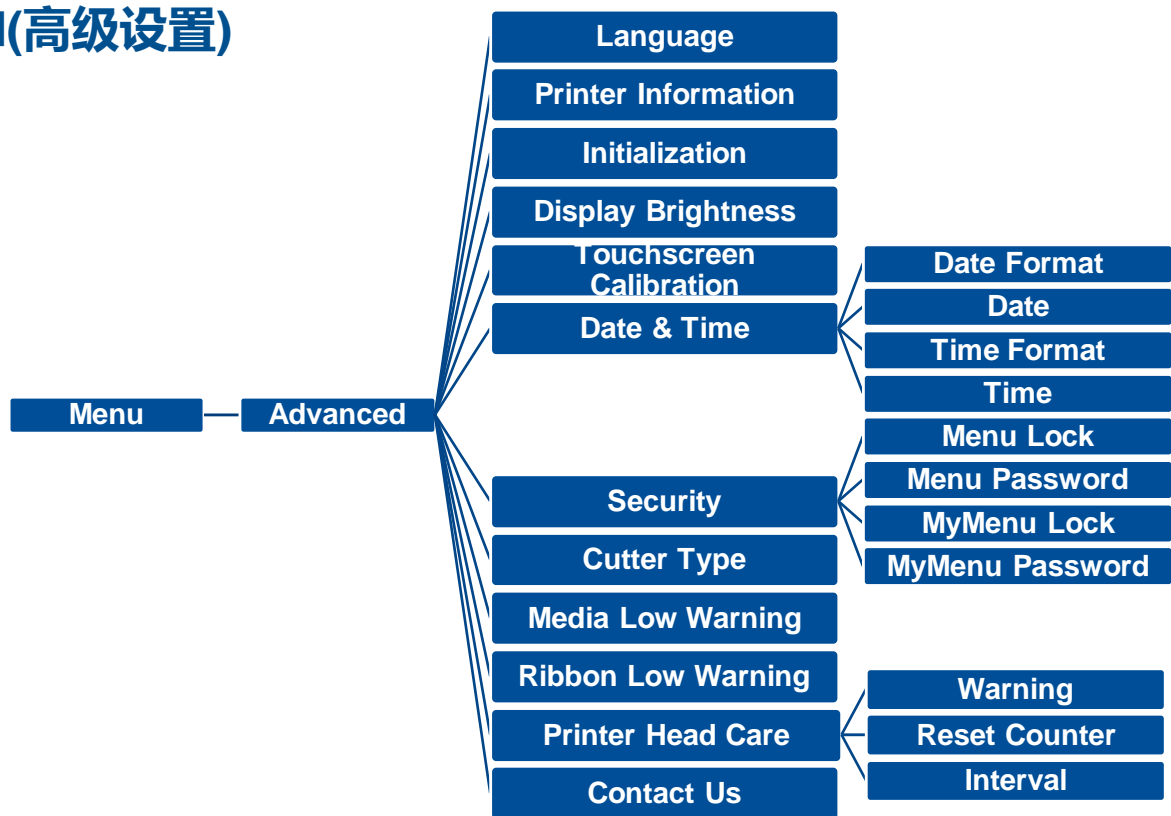 (高级设置)
Language
Printer Information
Initialization
Display Brightness
Touchscreen
Calibration
Date & Time
Date Format
Date
Time Format
Time
Menu
Advanced
Security
Menu Lock
Menu Password
MyMenu Lock
MyMenu Password
Cutter Type
Media Low Warning
Ribbon Low Warning
Printer Head Care
Warning
Reset Counter
Interval
Contact Us